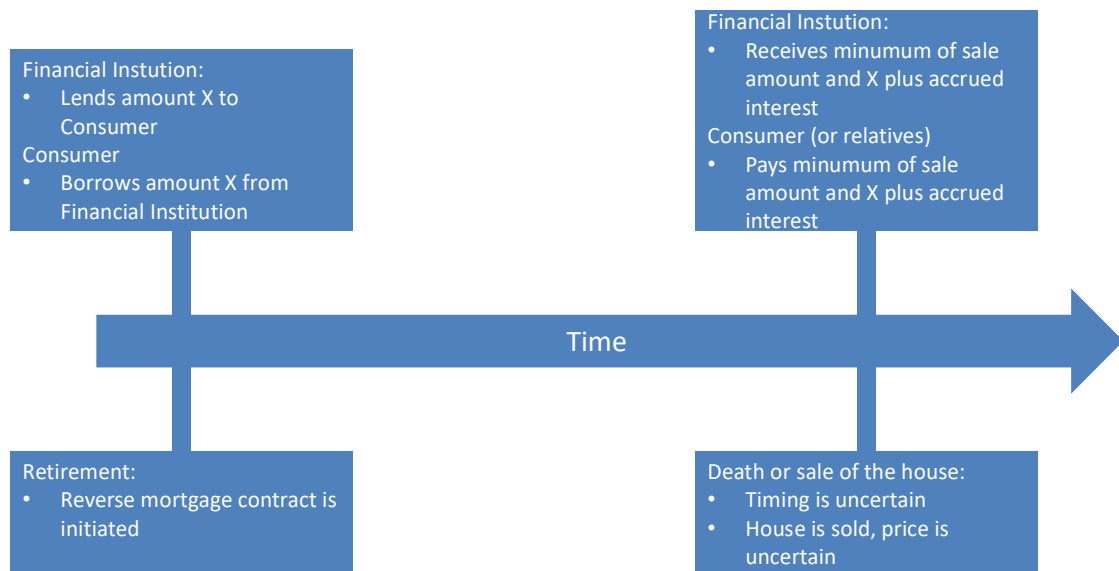 Financial Instution:
• Lends amount X to
Consumer
Consumer
• Borrows amount X from
Financial Institution
Financial Instution:
• Receives minumum of sale
amount and X plus accrued
interest
Consumer (or relatives)
• Pays minumum of sale
amount and X plus accrued
interest
Time
Retirement:
• Reverse mortgage contract is
initiated
Death or sale of the house:
• Timing is uncertain
• House is sold, price is
uncertain